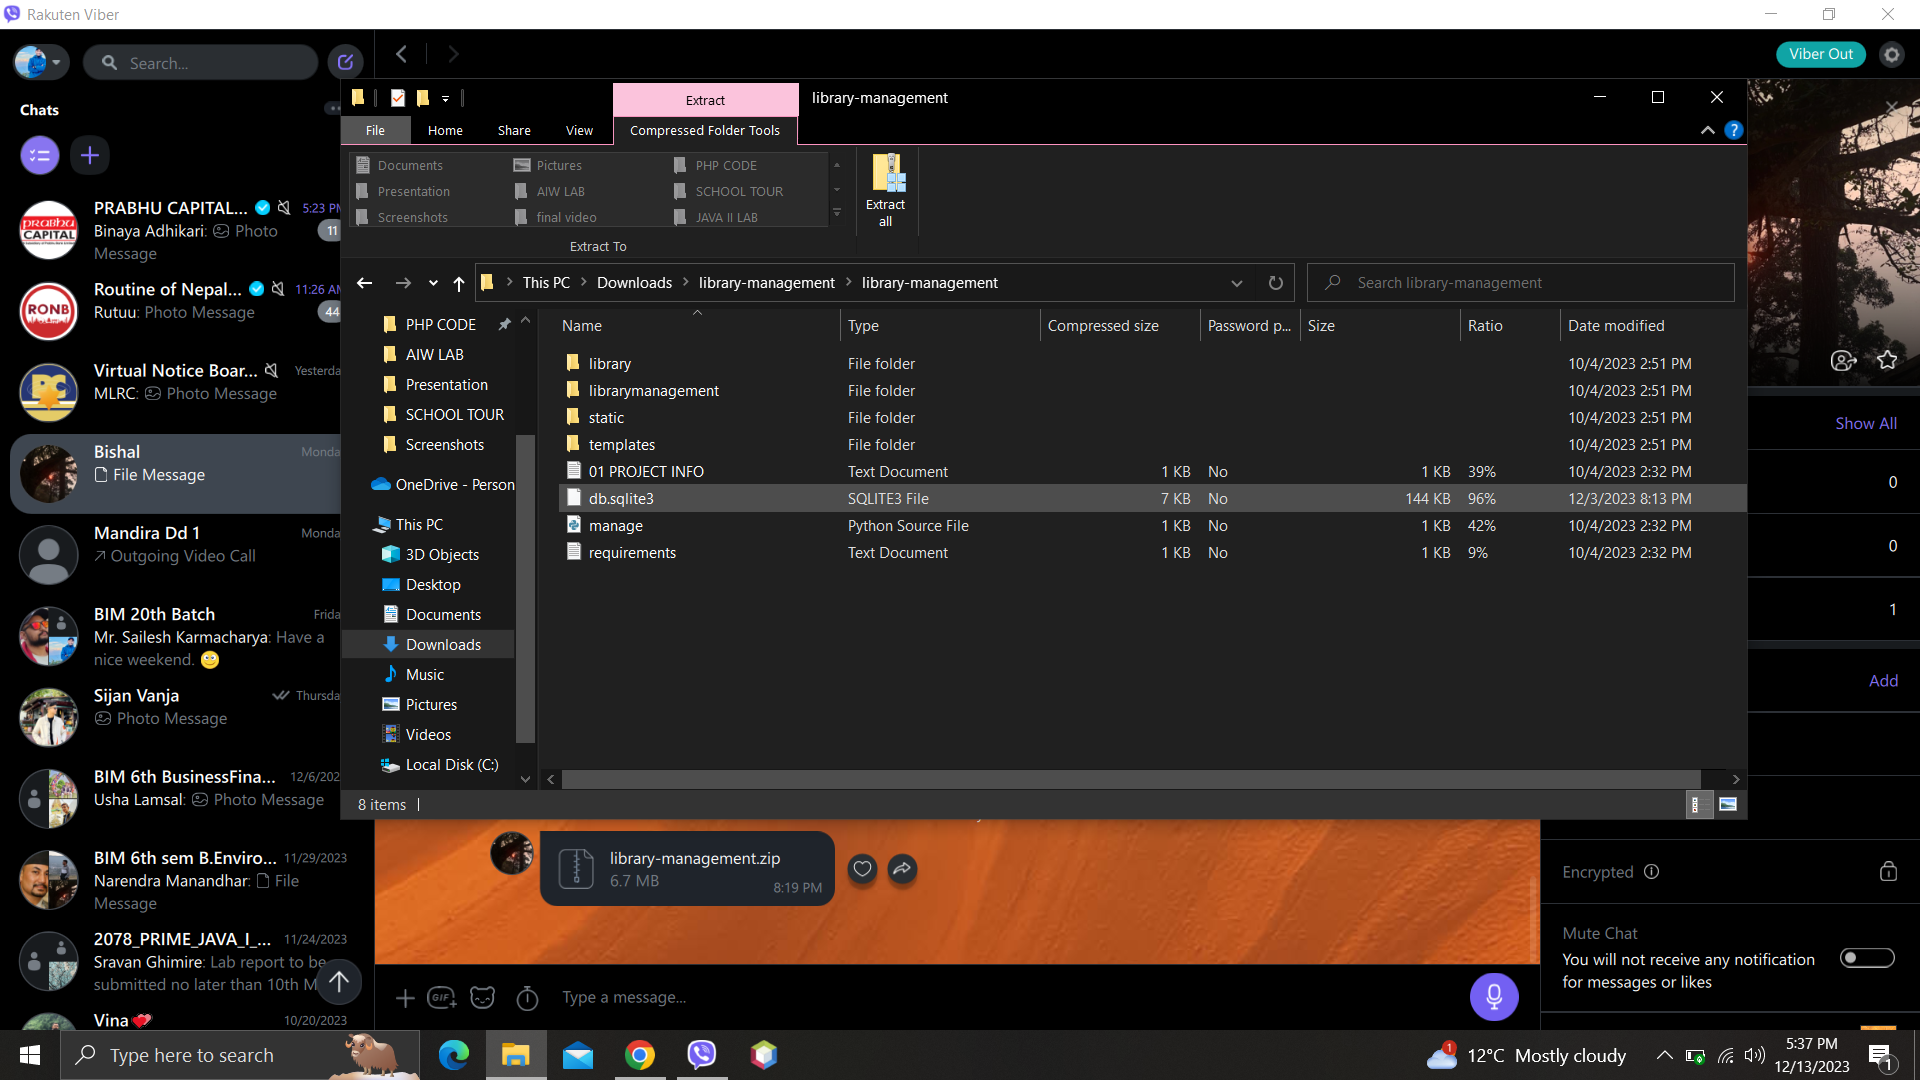 Rakuten Viber
Search...
Viber Out
Chats
PRABHU CAPITAL... 5:23 PM
Binaya Adhikari: Photo 11
Message
Routine of Nepal... 11:26 AM
Rutuu: Photo Message 44
Virtual Notice Boar... Yesterda
MLRC: Photo Message
Bishal Monda
File Message
Mandira Dd 1 Monda
Outgoing Video Call
BIM 20th Batch Frida
Mr. Sailesh Karmacharya: Have a
nice weekend.
Sijan Vanja Thursda
Photo Message
BIM 6th BusinessFina... 12/6/202
Usha Lamsal: Photo Message
BIM 6th sem B.Enviro... 11/29/2023
Narendra Manandhar: File
Message
2078_PRIME_JAVA_I_... 11/24/2023
Sravan Ghimire: Lab report to be
submitted no later than 10th M
Vina 10/20/2023
PRABHU
CAPITAL
RONB
Extract
library-management
File
Home
Share
View
Compressed Folder Tools
Documents
Pictures
PHP CODE
Presentation
AIW LAB
SCHOOL TOUR
Screenshots
final video
JAVA II LAB
Extract To
Extract
all
This PC > Downloads > library-management > library-management
Search library-management
PHP CODE
AIW LAB
Presentation
SCHOOL TOUR
Screenshots
OneDrive - Person
This PC
3D Objects
Desktop
Documents
Downloads
Music
Pictures
Videos
Local Disk (C:)
Name Type Compressed size Password p... Size Ratio Date modified
library File folder 10/4/2023 2:51 PM
librarymanagement File folder 10/4/2023 2:51 PM
static File folder 10/4/2023 2:51 PM
templates File folder 10/4/2023 2:51 PM
01 PROJECT INFO Text Document 1 KB No 1 KB 39% 10/4/2023 2:32 PM
db.sqlite3 SQLITE3 File 7 KB No 144 KB 96% 12/3/2023 8:13 PM
manage Python Source File 1 KB No 1 KB 42% 10/4/2023 2:32 PM
requirements Text Document 1 KB No 1 KB 9% 10/4/2023 2:32 PM
8 items
Show All
0
0
1
Add
library-management.zip
6.7 MB
8:19 PM
Encrypted
Mute Chat
You will not receive any notification
for messages or likes
GIF
Type a message...
Type here to search
1
12°C Mostly cloudy
5:37 PM
12/13/2023
1